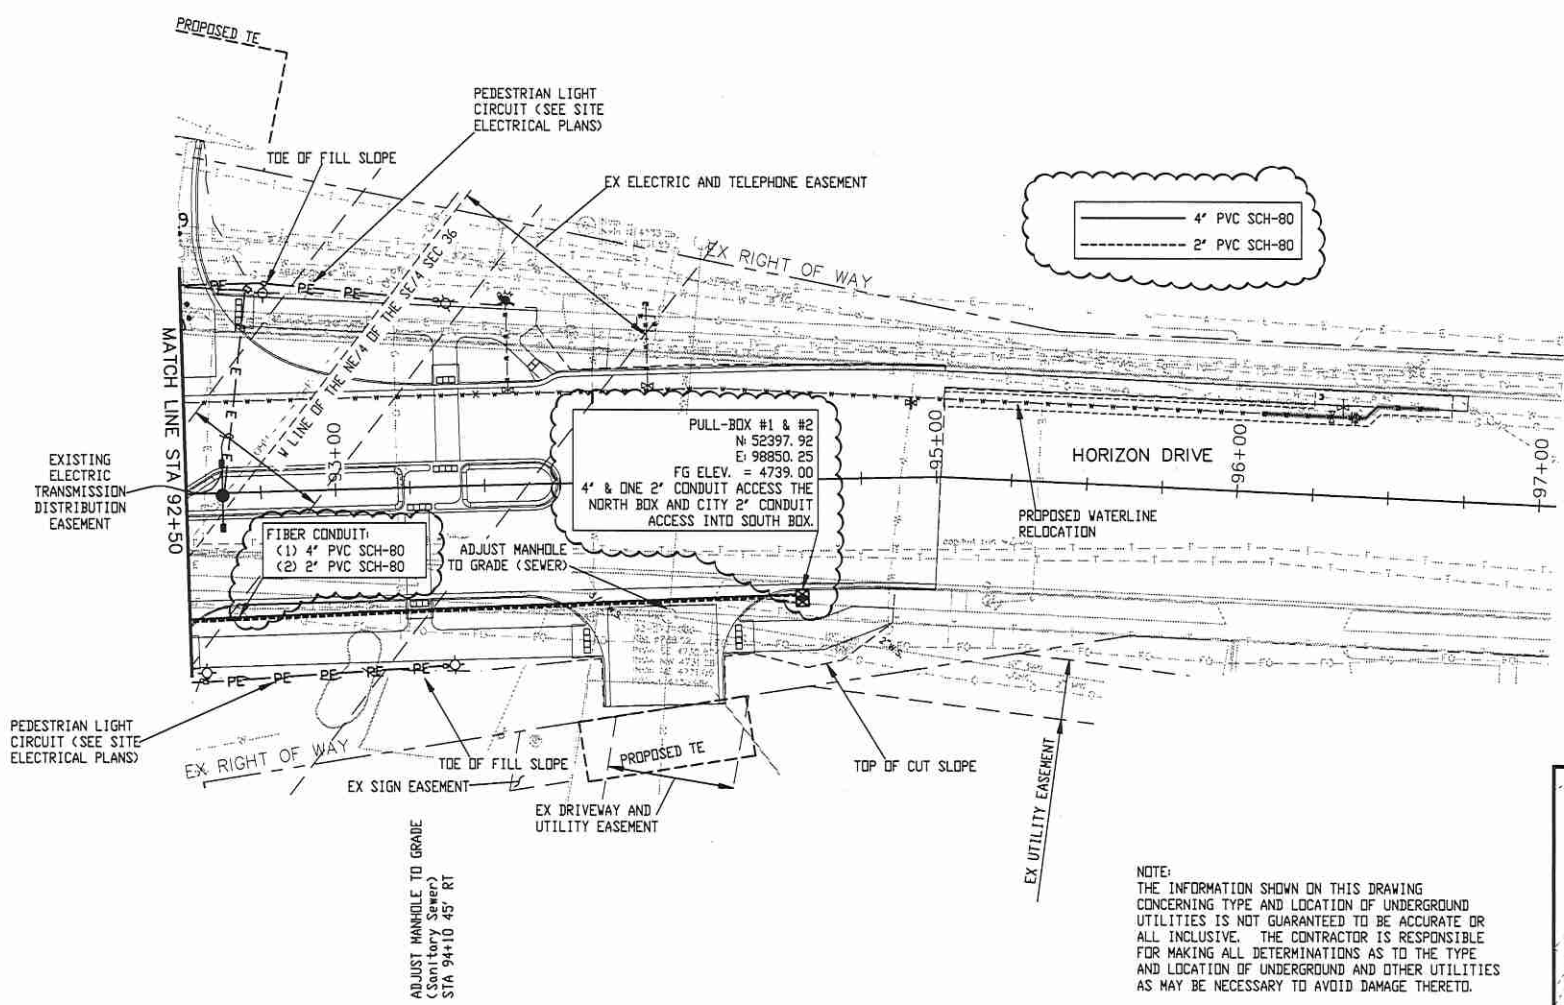 PROPOSED TE
PEDESTRIAN LIGHT
CIRCUIT (SEE SITE
ELECTRICAL PLANS)
TOE OF FILL SLOPE
EX ELECTRIC AND TELEPHONE EASEMENT
4" PVC SCH-80
2" PVC SCH-80
EX RIGHT OF WAY
W LINE OF THE NE/4 OF THE SE/4 SEC 36
PE
PE
PE
MATCH LINE STA 92+50
E
E
E
PULL-BOX #1 & #2
N: 52397.92
E: 98850.25
FG ELEV. = 4739.00
4" & ONE 2" CONDUIT ACCESS THE
NORTH BOX AND CITY 2" CONDUIT
ACCESS INTO SOUTH BOX.
93+00
95+00
96+00
97+00
HORIZON DRIVE
EXISTING
ELECTRIC
TRANSMISSION
DISTRIBUTION
EASEMENT
FIBER CONDUIT:
(1) 4" PVC SCH-80
(2) 2" PVC SCH-80
ADJUST MANHOLE
TO GRADE (SEWER)
PROPOSED WATERLINE
RELOCATION
PE
PE
PE
PE
PE
PEDESTRIAN LIGHT
CIRCUIT (SEE SITE
ELECTRICAL PLANS)
EX RIGHT OF WAY
TOE OF FILL SLOPE
EX SIGN EASEMENT
PROPOSED TE
EX DRIVEWAY AND
UTILITY EASEMENT
TOP OF CUT SLOPE
EX UTILITY EASEMENT
ADJUST MANHOLE TO GRADE
(Sanitary Sewer)
STA 94+10 45' RT
NOTE:
THE INFORMATION SHOWN ON THIS DRAWING
CONCERNING TYPE AND LOCATION OF UNDERGROUND
UTILITIES IS NOT GUARANTEED TO BE ACCURATE OR
ALL INCLUSIVE. THE CONTRACTOR IS RESPONSIBLE
FOR MAKING ALL DETERMINATIONS AS TO THE TYPE
AND LOCATION OF UNDERGROUND AND OTHER UTILITIES
AS MAY BE NECESSARY TO AVOID DAMAGE THERETO.